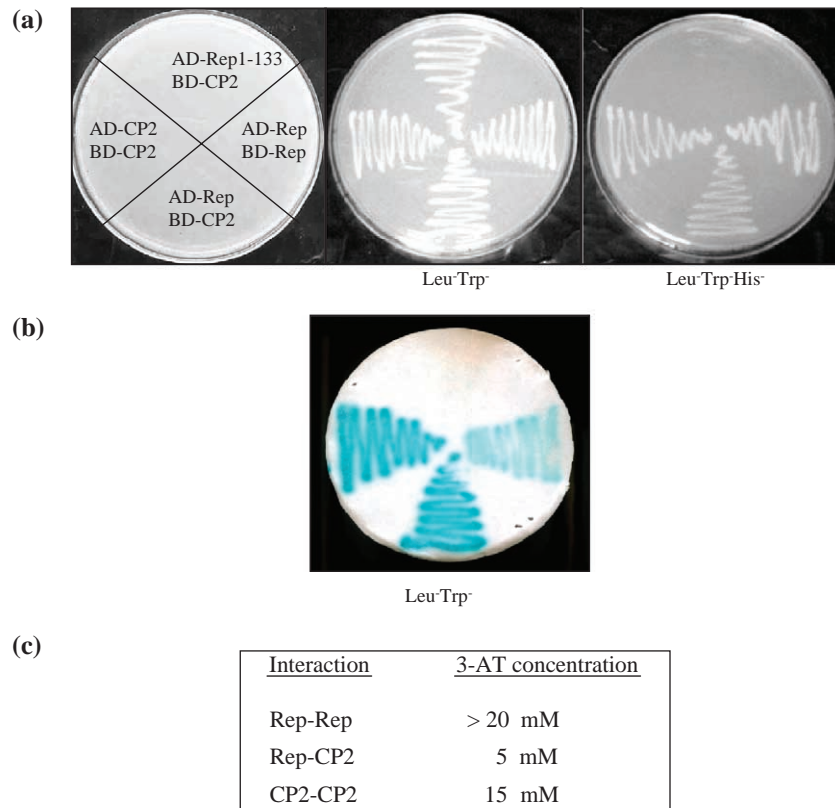 (a)
AD-Rep1-133
BD-CP2
AD-CP2
BD-CP2
AD-Rep
BD-Rep
AD-Rep
BD-CP2
Leu⁻Trp⁻
Leu⁻Trp⁻His⁻
(b)
Leu⁻Trp⁻
(c)
Interaction 3-AT concentration
Rep-Rep > 20 mM
Rep-CP2 5 mM
CP2-CP2 15 mM